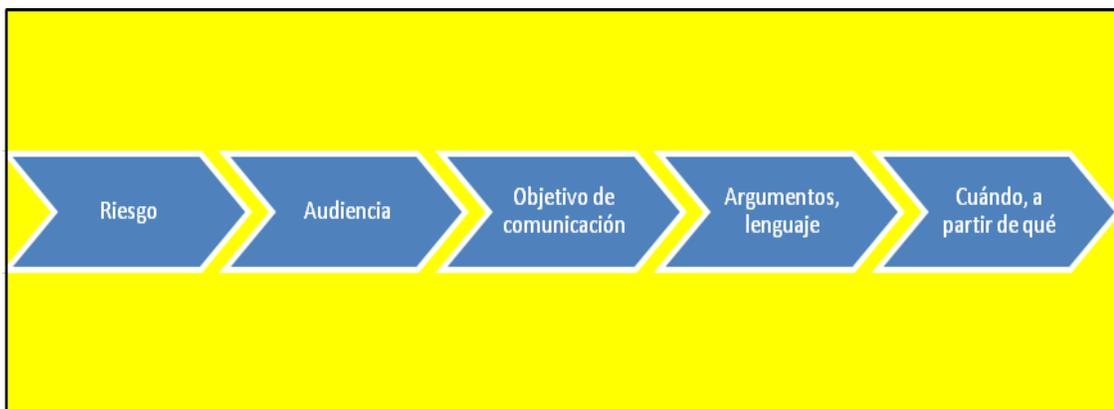 Riesgo
Audiencia
Objetivo de
comunicación
Argumentos,
lenguaje
Cuándo, a
partir de qué